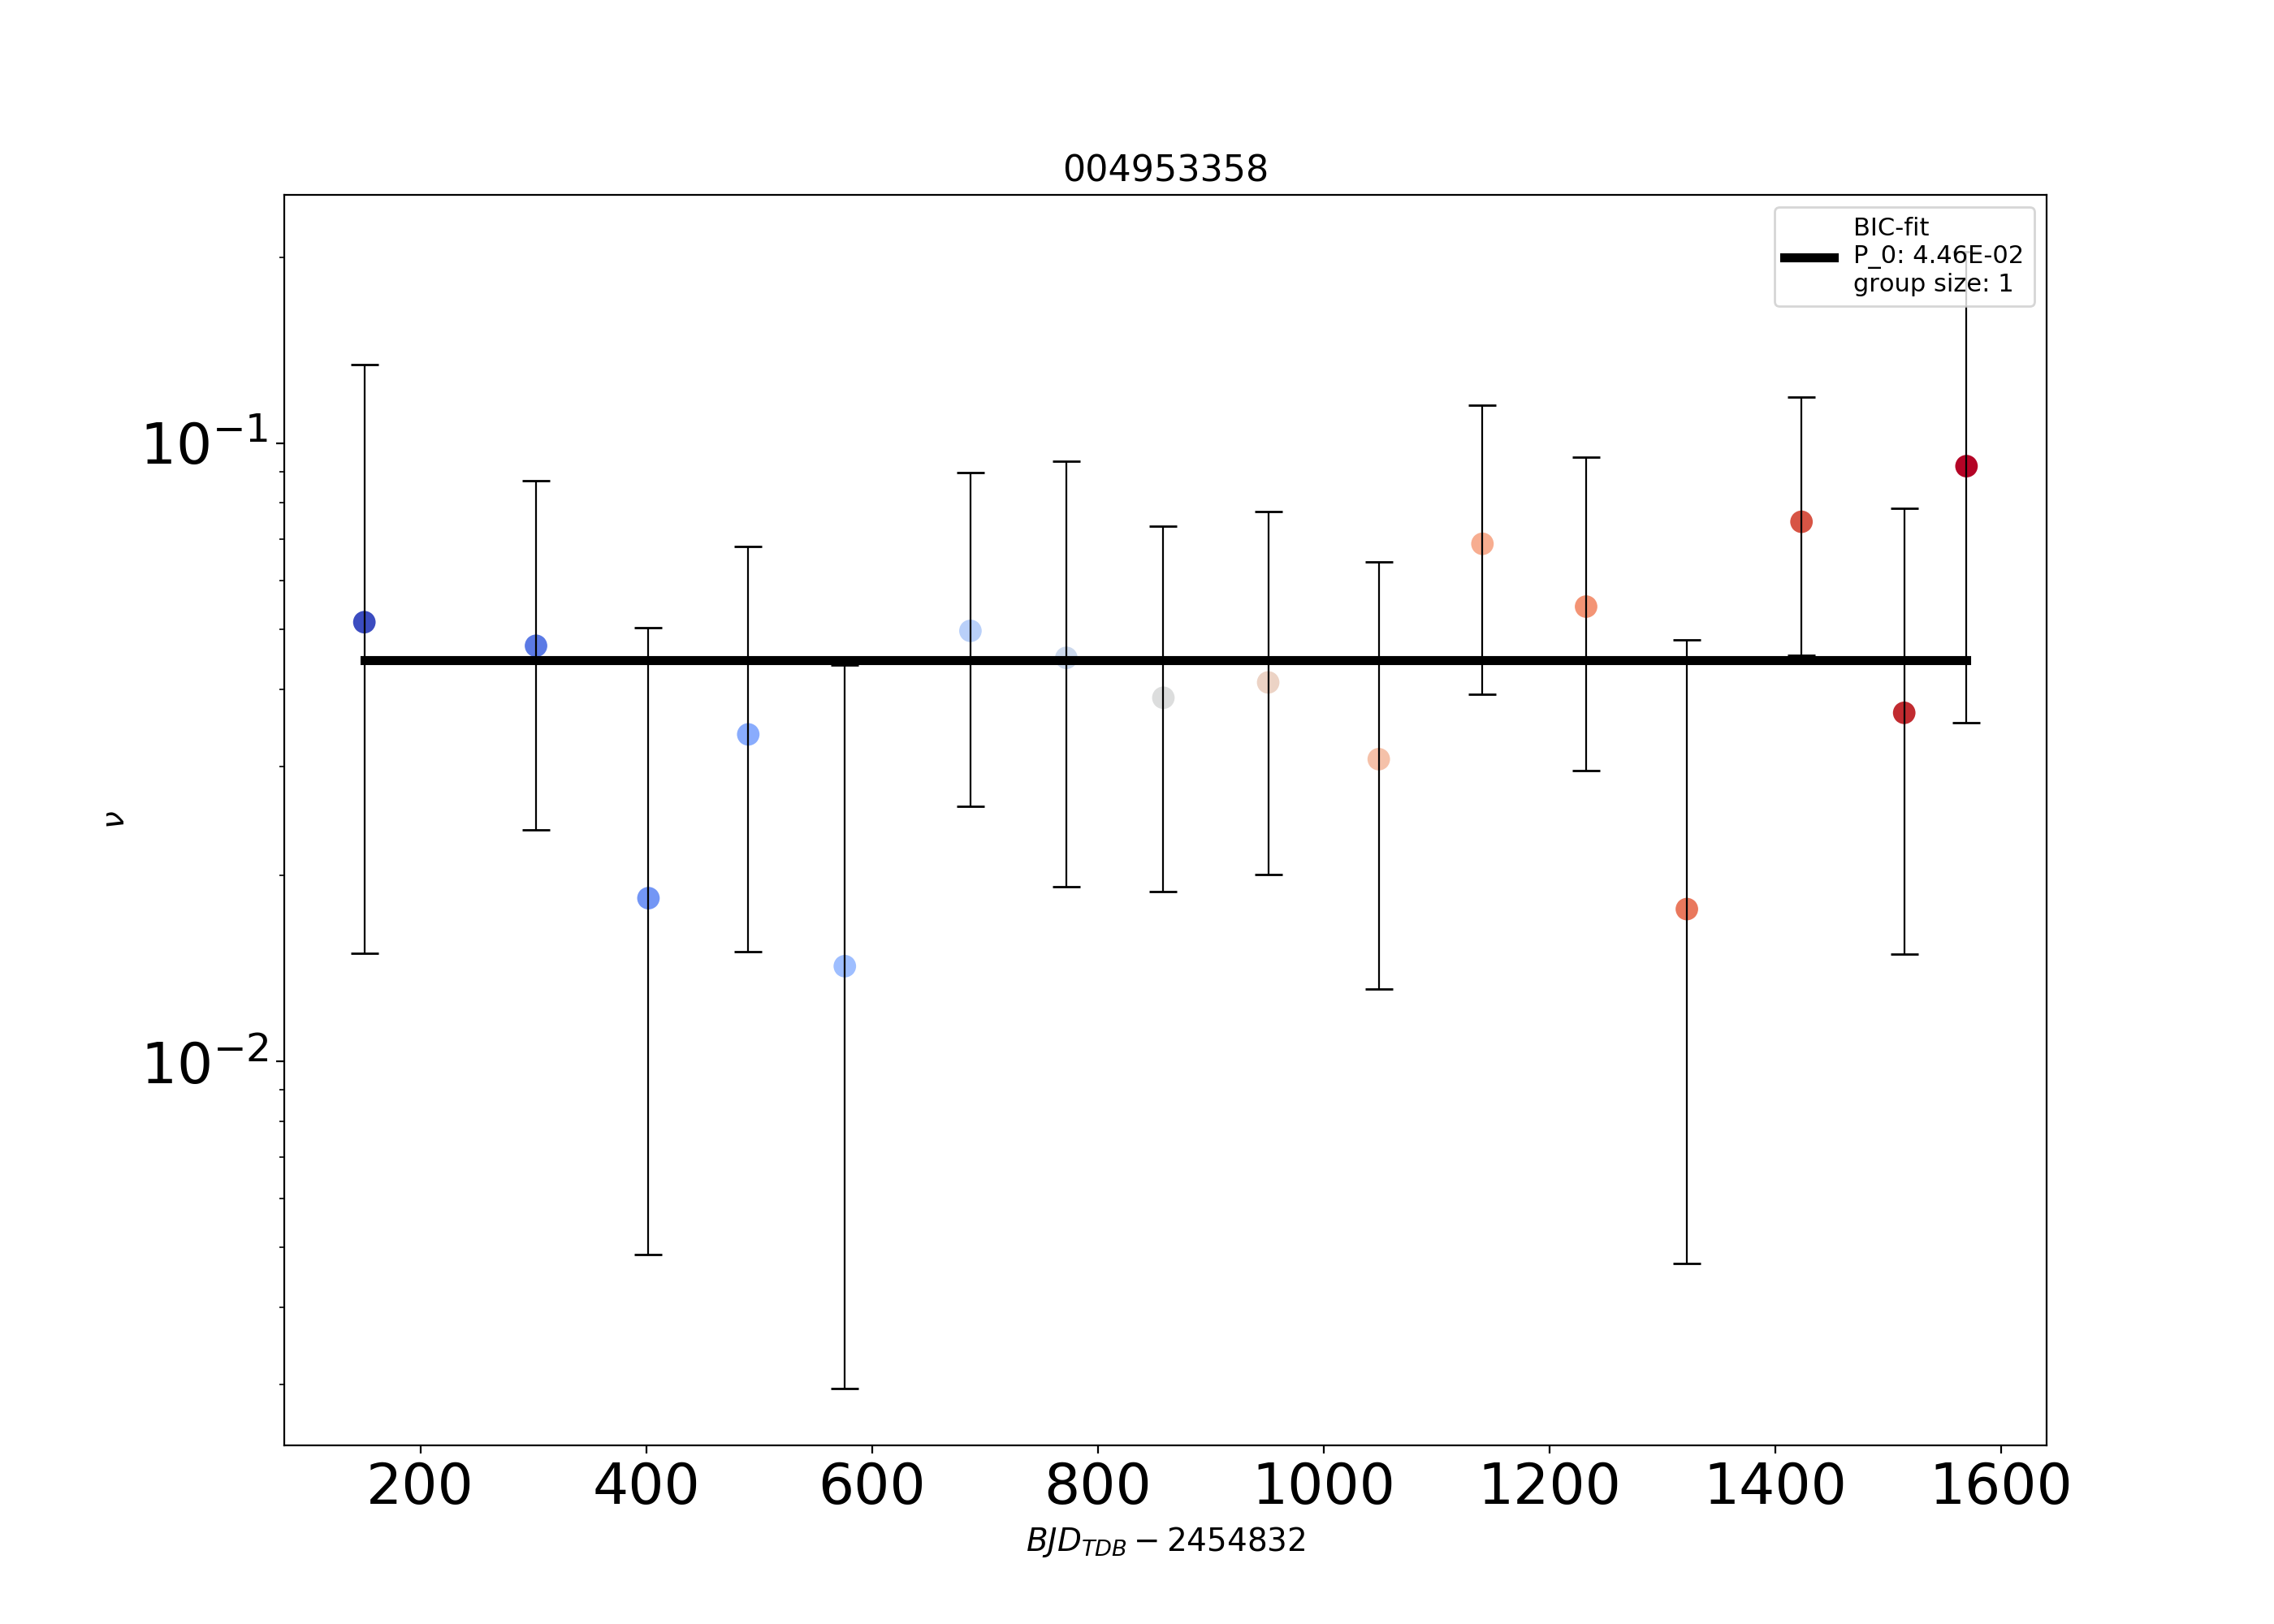 004953358
BIC-fit
P_0: 4.46E-02
group size: 1
10⁻¹
10⁻²
ν
200 400 600 800 1000 1200 1400 1600
BJD_TDB − 2454832